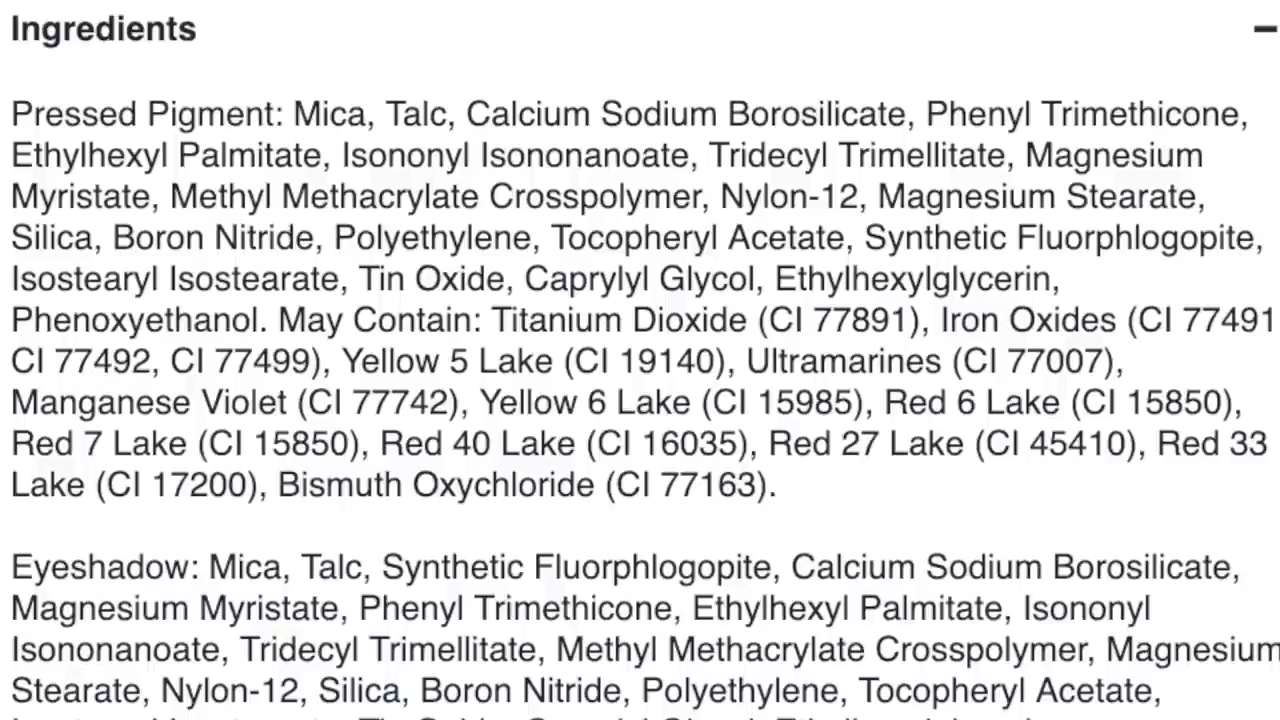 Ingredients
Pressed Pigment: Mica, Talc, Calcium Sodium Borosilicate, Phenyl Trimethicone,
Ethylhexyl Palmitate, Isononyl Isononanoate, Tridecyl Trimellitate, Magnesium
Myristate, Methyl Methacrylate Crosspolymer, Nylon-12, Magnesium Stearate,
Silica, Boron Nitride, Polyethylene, Tocopheryl Acetate, Synthetic Fluorphlogopite,
Isostearyl Isostearate, Tin Oxide, Caprylyl Glycol, Ethylhexylglycerin,
Phenoxyethanol. May Contain: Titanium Dioxide (CI 77891), Iron Oxides (CI 77491
CI 77492, CI 77499), Yellow 5 Lake (CI 19140), Ultramarines (CI 77007),
Manganese Violet (CI 77742), Yellow 6 Lake (CI 15985), Red 6 Lake (CI 15850),
Red 7 Lake (CI 15850), Red 40 Lake (CI 16035), Red 27 Lake (CI 45410), Red 33
Lake (CI 17200), Bismuth Oxychloride (CI 77163).
Eyeshadow: Mica, Talc, Synthetic Fluorphlogopite, Calcium Sodium Borosilicate,
Magnesium Myristate, Phenyl Trimethicone, Ethylhexyl Palmitate, Isononyl
Isononanoate, Tridecyl Trimellitate, Methyl Methacrylate Crosspolymer, Magnesium
Stearate, Nylon-12, Silica, Boron Nitride, Polyethylene, Tocopheryl Acetate,